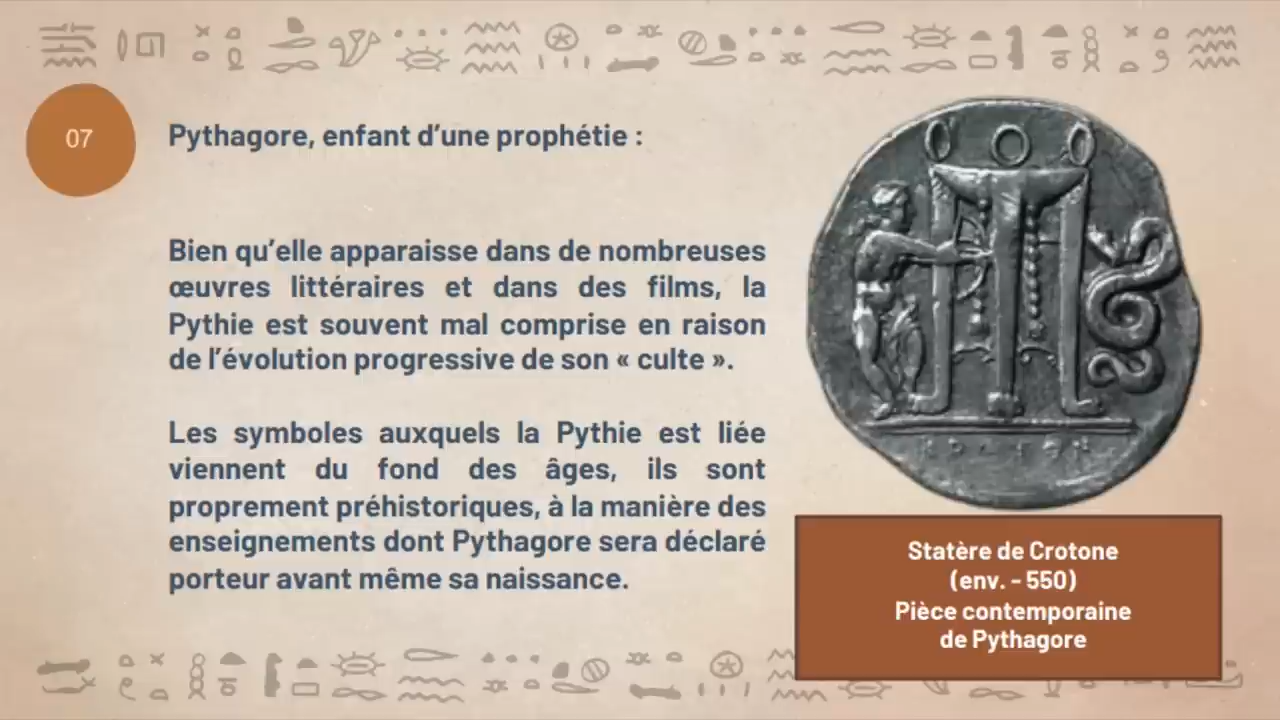 07
Pythagore, enfant d’une prophétie :
Bien qu’elle apparaisse dans de nombreuses
œuvres littéraires et dans des films, la
Pythie est souvent mal comprise en raison
de l’évolution progressive de son « culte ».
Les symboles auxquels la Pythie est liée
viennent du fond des âges, ils sont
proprement préhistoriques, à la manière des
enseignements dont Pythagore sera déclaré
porteur avant même sa naissance.
Statère de Crotone
(env. - 550)
Pièce contemporaine
de Pythagore